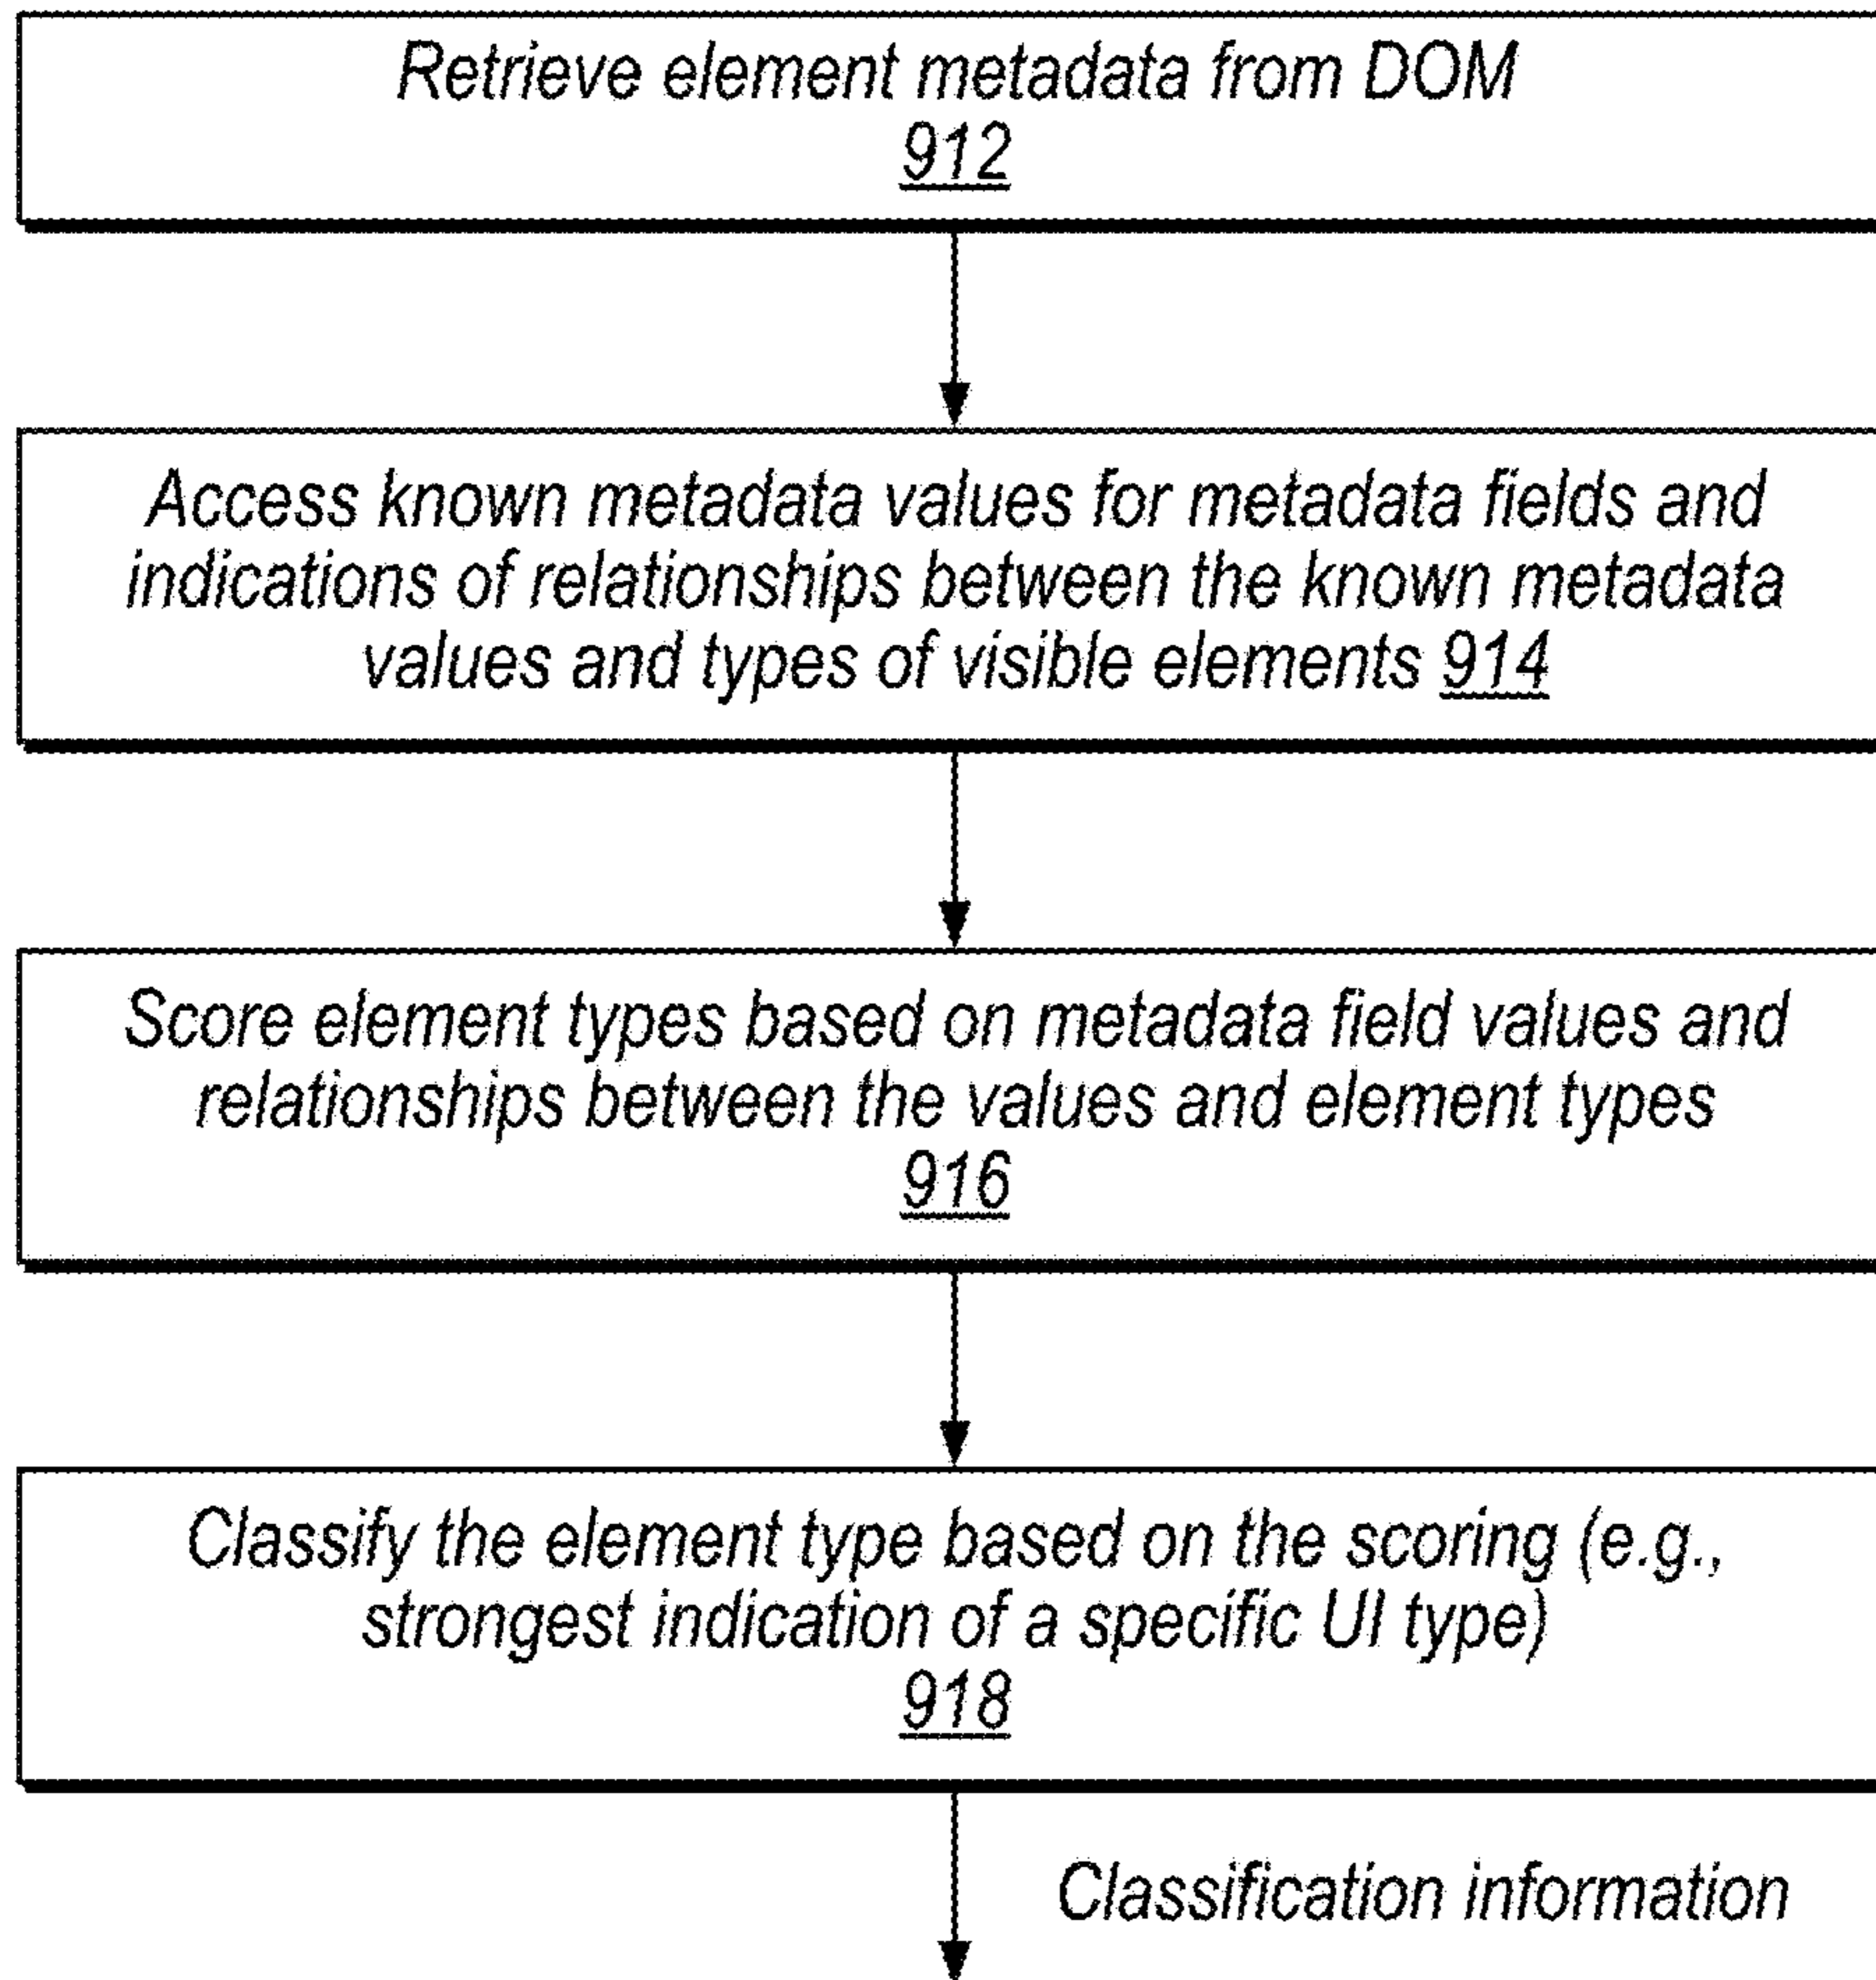 Retrieve element metadata from DOM
912
Access known metadata values for metadata fields and
indications of relationships between the known metadata
values and types of visible elements 914
Score element types based on metadata field values and
relationships between the values and element types
916
Classify the element type based on the scoring (e.g.,
strongest indication of a specific UI type)
918
Classification information